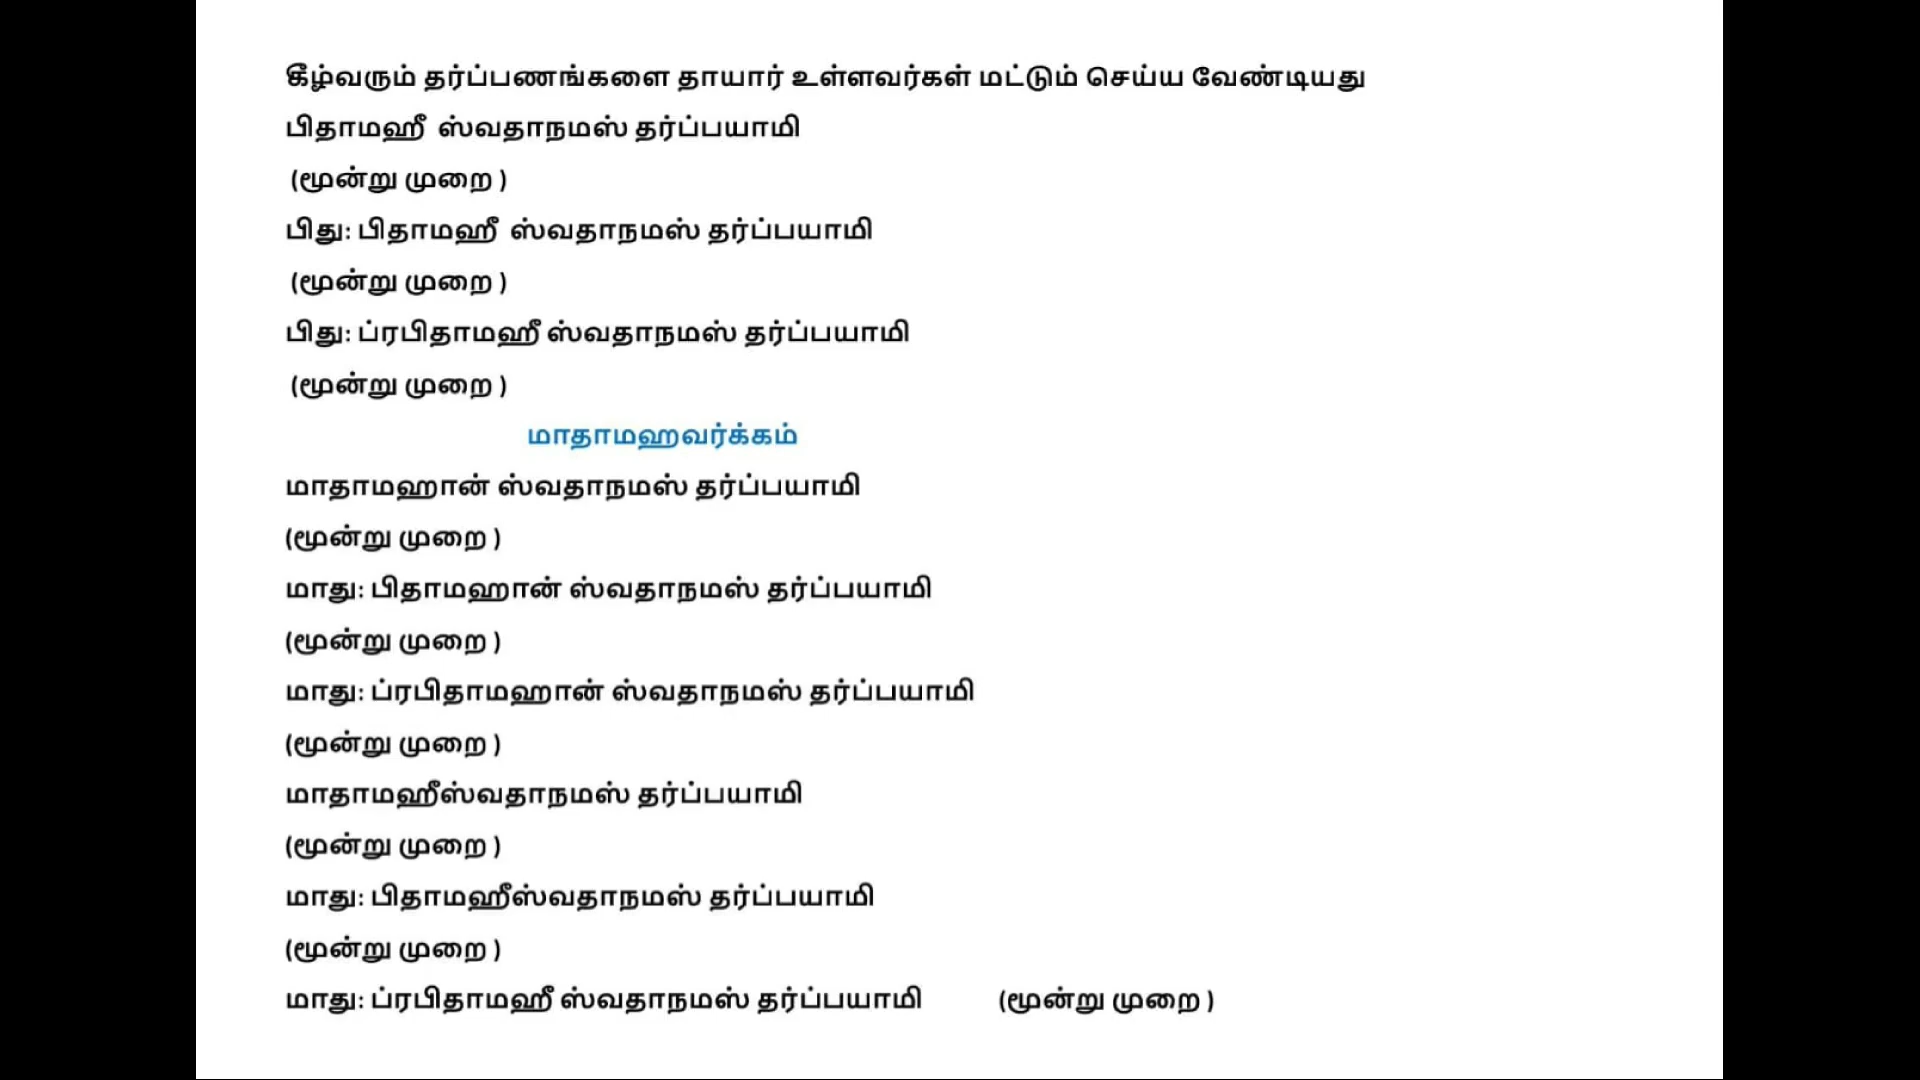 கீழ்வரும் தர்ப்பணங்களை தாயார் உள்ளவர்கள் மட்டும் செய்ய வேண்டியது
பிதாமஹீ ஸ்வதாநமஸ் தர்ப்பயாமி
(மூன்று முறை )
பிது: பிதாமஹீ ஸ்வதாநமஸ் தர்ப்பயாமி
(மூன்று முறை )
பிது: ப்ரபிதாமஹீ ஸ்வதாநமஸ் தர்ப்பயாமி
(மூன்று முறை )
மாதாமஹவர்க்கம்
மாதாமஹான் ஸ்வதாநமஸ் தர்ப்பயாமி
(மூன்று முறை )
மாது: பிதாமஹான் ஸ்வதாநமஸ் தர்ப்பயாமி
(மூன்று முறை )
மாது: ப்ரபிதாமஹான் ஸ்வதாநமஸ் தர்ப்பயாமி
(மூன்று முறை )
மாதாமஹீஸ்வதாநமஸ் தர்ப்பயாமி
(மூன்று முறை )
மாது: பிதாமஹீஸ்வதாநமஸ் தர்ப்பயாமி
(மூன்று முறை )
மாது: ப்ரபிதாமஹீ ஸ்வதாநமஸ் தர்ப்பயாமி (மூன்று முறை )